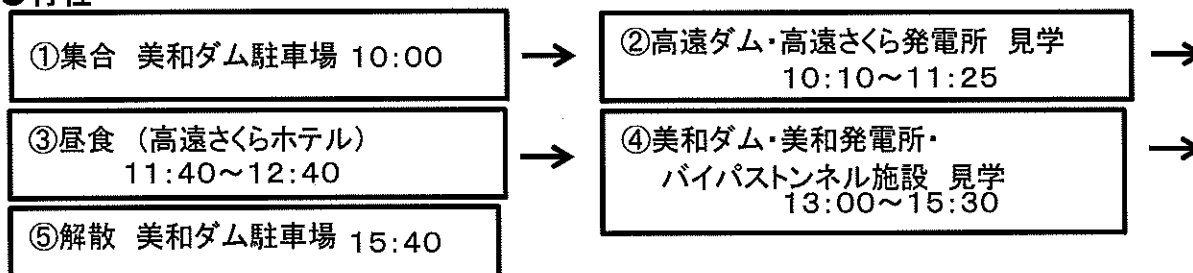 ①集合 美和ダム駐車場 10:00
→
②高遠ダム・高遠さくら発電所 見学
10:10～11:25
→
③昼食 (高遠さくらホテル)
11:40～12:40
→
④美和ダム・美和発電所・
バイパストンネル施設 見学
13:00～15:30
→
⑤解散 美和ダム駐車場 15:40